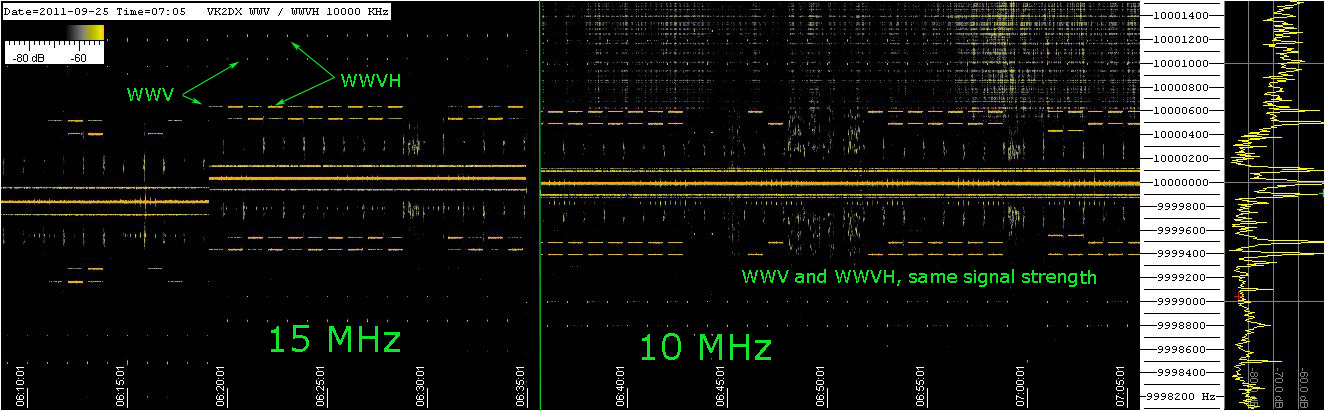 Date=2011-09-25 Time=07:05 VK2DX WWV / WWVH 10000 KHz
-80 dB -60
WWV
WWVH
WWV and WWVH, same signal strength
15 MHz
10 MHz
06:10:01
06:15:01
06:20:01
06:25:01
06:30:01
06:35:01
06:40:01
06:45:01
06:50:01
06:55:01
07:00:01
07:05:01
10001400
10001200
10001000
10000800
10000600
10000400
10000200
10000000
9999800
9999600
9999400
9999200
9999000
9998800
9998600
9998400
9998200 Hz
-70.0 dB
-60.0 dB